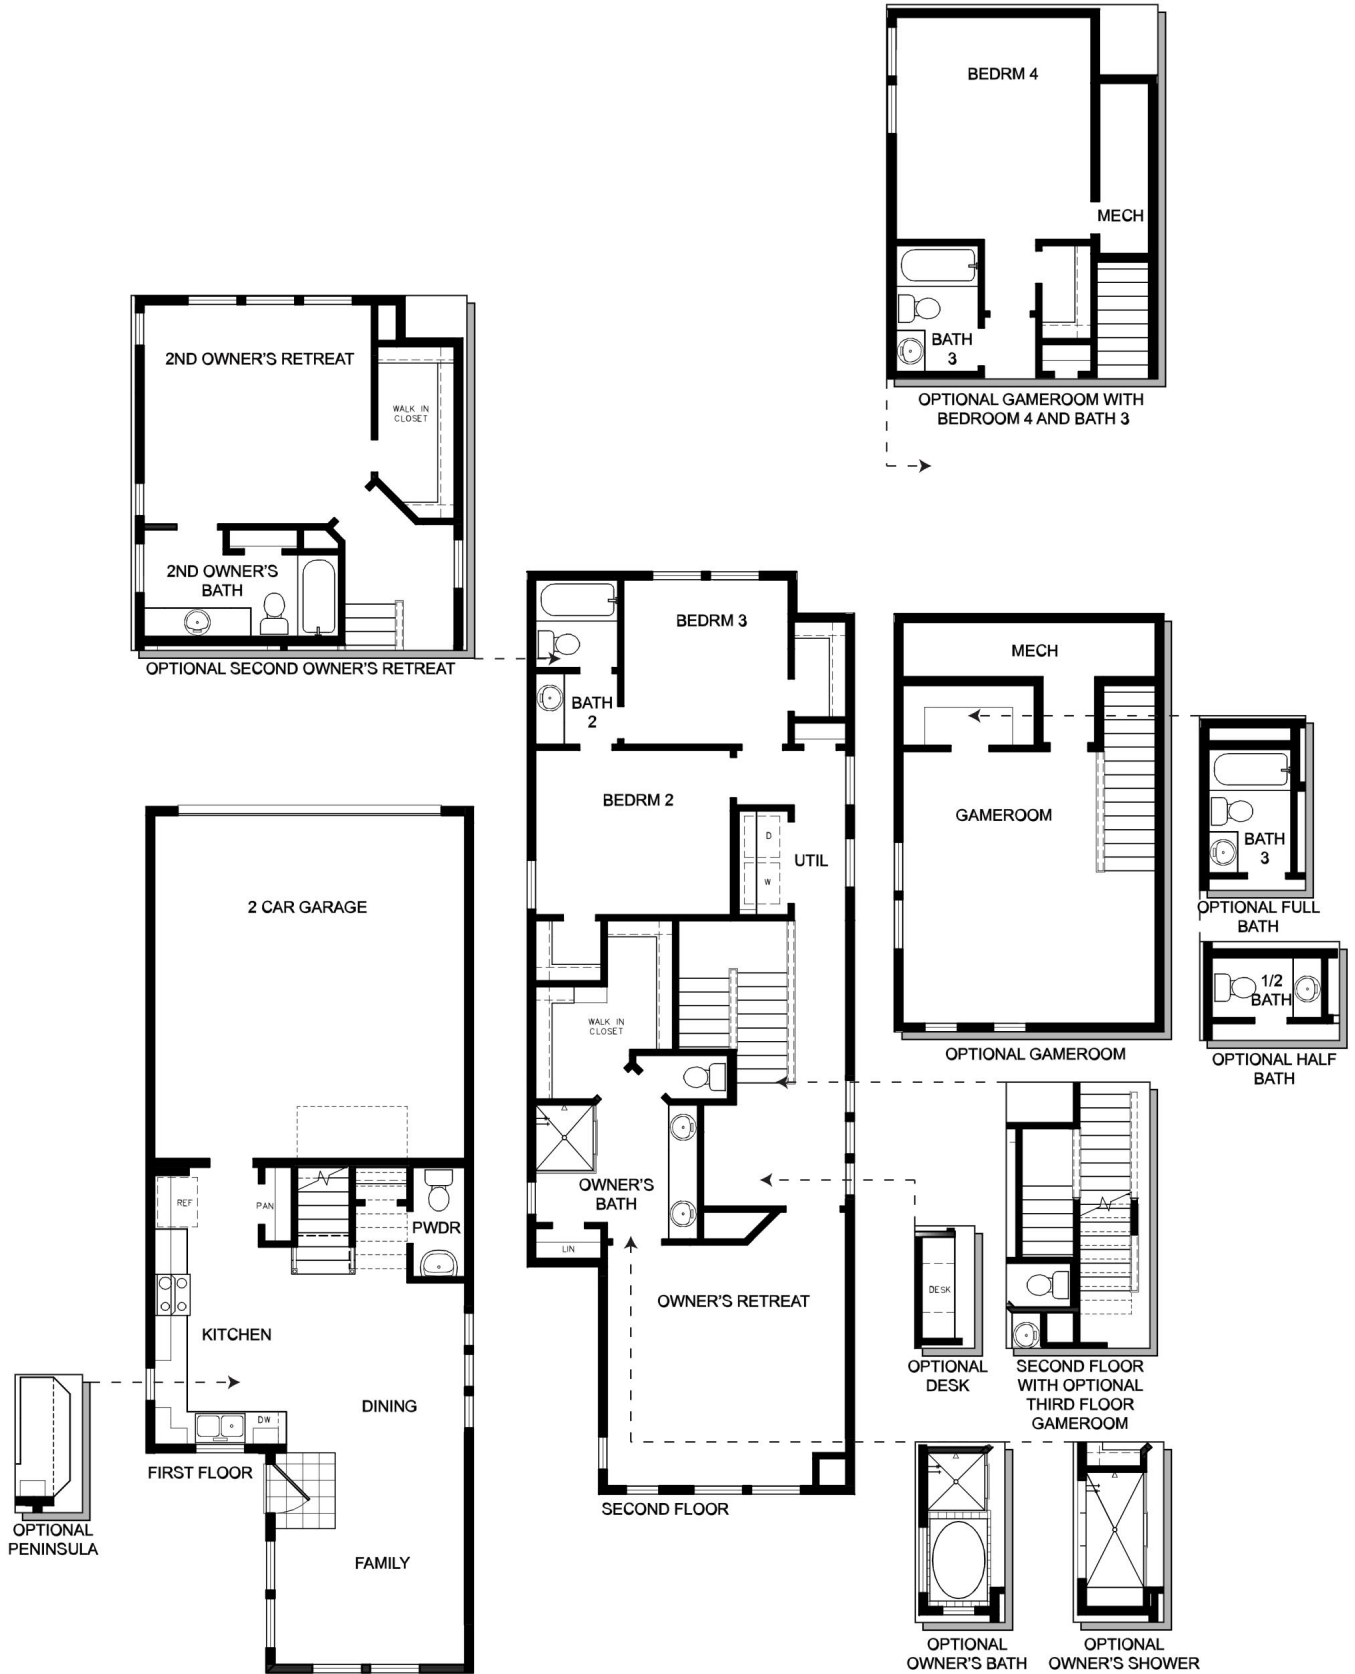 BEDRM 4
MECH
BATH
3
OPTIONAL GAMEROOM WITH
BEDROOM 4 AND BATH 3
2ND OWNER'S RETREAT
WALK IN
CLOSET
2ND OWNER'S
BATH
OPTIONAL SECOND OWNER'S RETREAT
BEDRM 3
BATH
2
BEDRM 2
D
W
UTIL
WALK IN
CLOSET
OWNER'S
BATH
LIN
OWNER'S RETREAT
SECOND FLOOR
MECH
GAMEROOM
OPTIONAL GAMEROOM
BATH
3
OPTIONAL FULL
BATH
1/2
BATH
OPTIONAL HALF
BATH
2 CAR GARAGE
REF
PAN
PWDR
KITCHEN
DINING
DW
FIRST FLOOR
FAMILY
OPTIONAL
PENINSULA
DESK
OPTIONAL
DESK
SECOND FLOOR
WITH OPTIONAL
THIRD FLOOR
GAMEROOM
OPTIONAL
OWNER'S BATH
OPTIONAL
OWNER'S SHOWER